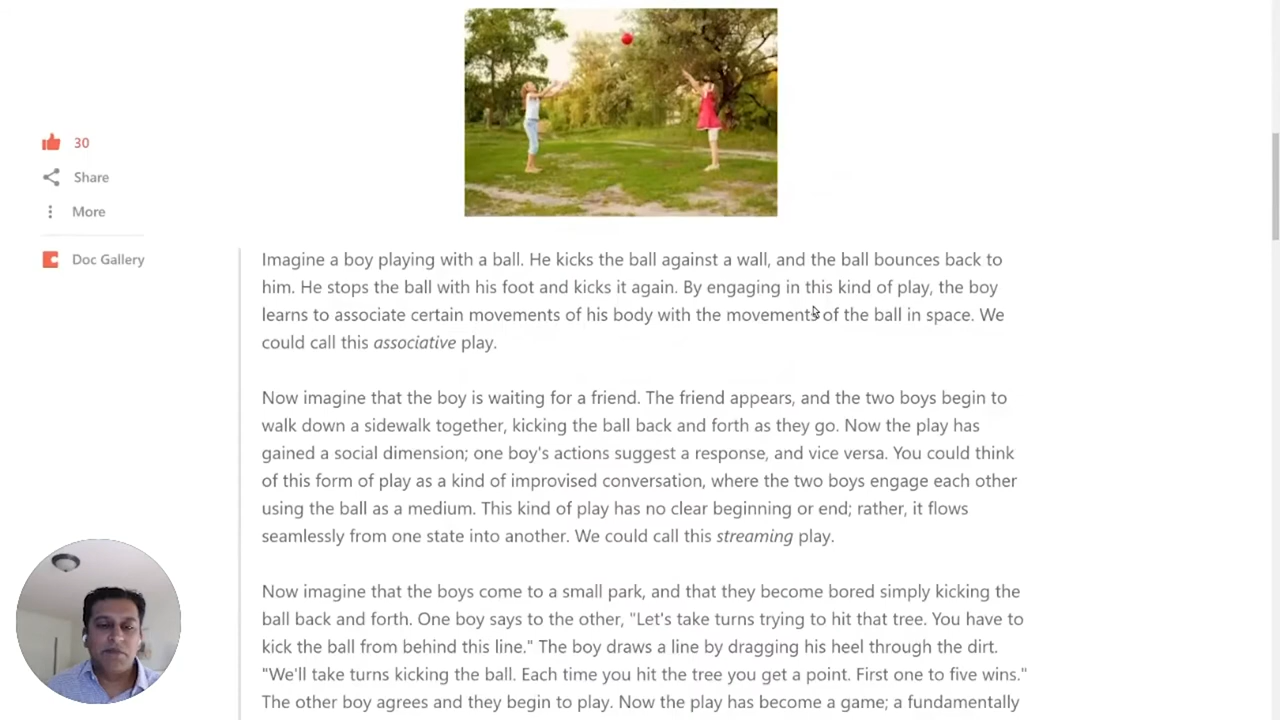 30
Share
More
Doc Gallery
Imagine a boy playing with a ball. He kicks the ball against a wall, and the ball bounces back to
him. He stops the ball with his foot and kicks it again. By engaging in this kind of play, the boy
learns to associate certain movements of his body with the movements of the ball in space. We
could call this associative play.
Now imagine that the boy is waiting for a friend. The friend appears, and the two boys begin to
walk down a sidewalk together, kicking the ball back and forth as they go. Now the play has
gained a social dimension; one boy's actions suggest a response, and vice versa. You could think
of this form of play as a kind of improvised conversation, where the two boys engage each other
using the ball as a medium. This kind of play has no clear beginning or end; rather, it flows
seamlessly from one state into another. We could call this streaming play.
Now imagine that the boys come to a small park, and that they become bored simply kicking the
ball back and forth. One boy says to the other, "Let's take turns trying to hit that tree. You have to
kick the ball from behind this line." The boy draws a line by dragging his heel through the dirt.
"We'll take turns kicking the ball. Each time you hit the tree you get a point. First one to five wins."
The other boy agrees and they begin to play. Now the play has become a game; a fundamentally